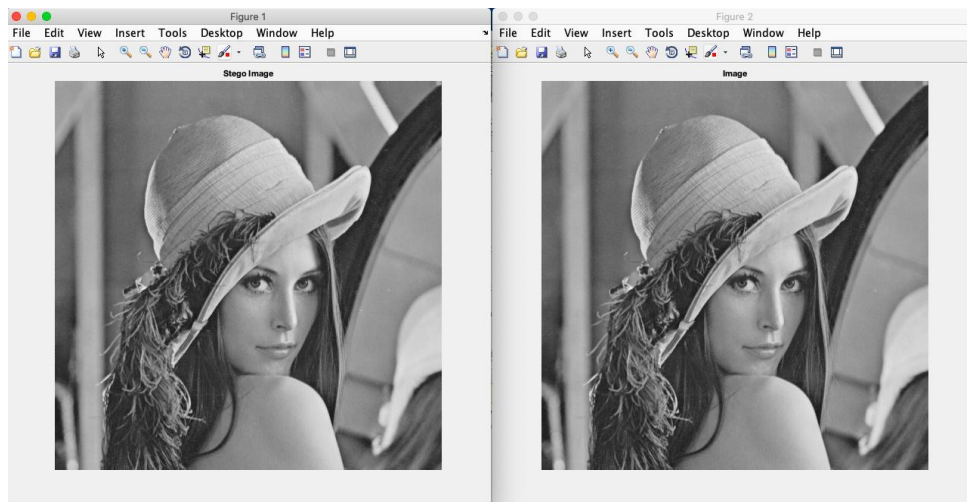 Figure 1
File Edit View Insert Tools Desktop Window Help
Stego Image
Figure 2
File Edit View Insert Tools Desktop Window Help
Image